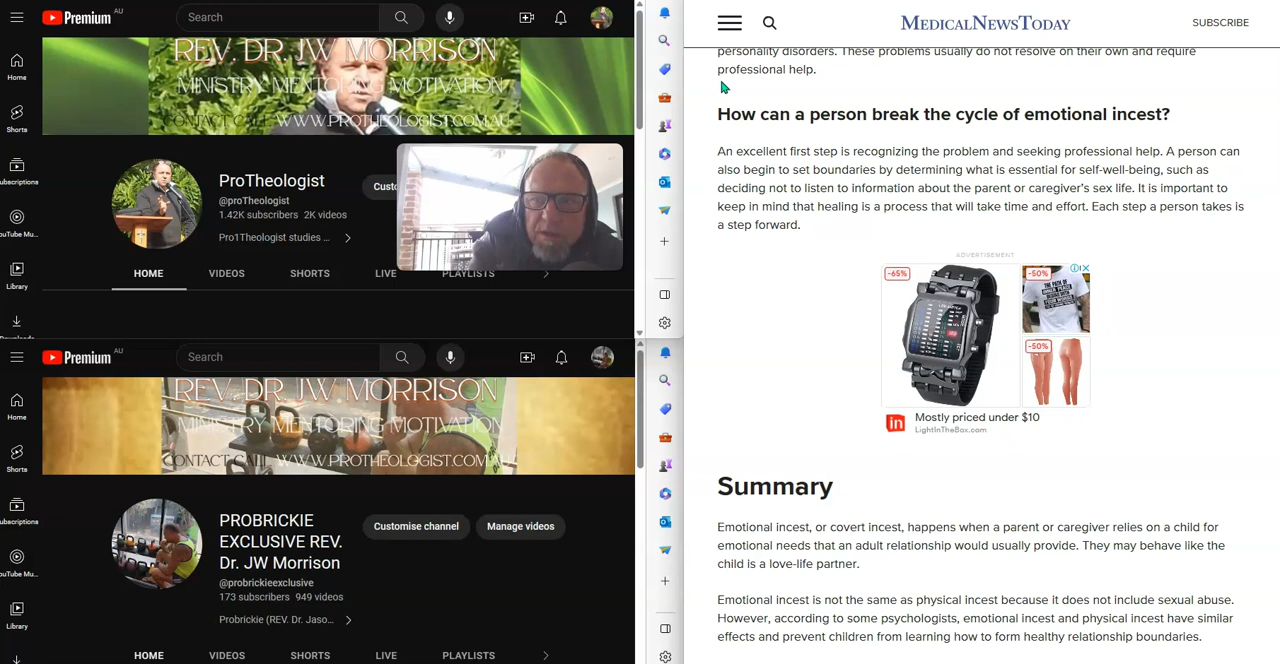 Premium AU
Search
REV. DR. JW MORRISON
MINISTRY MENTORING MOTIVATION
CONTACT CALL WWW.PROTHEOLOGIST.COM.AU
Home
Shorts
ubscriptions
ouTube Mu...
Library
ProTheologist
@proTheologist
1.42K subscribers 2K videos
Pro1Theologist studies ...
HOME VIDEOS SHORTS LIVE PLAYLISTS
Premium AU
Search
REV. DR. JW MORRISON
CONTACT CALL WWW.PROTHEOLOGIST.COM.AU
Home
Shorts
ubscriptions
ouTube Mu...
Library
PROBRICKIE
EXCLUSIVE REV.
Dr. JW Morrison
Customise channel
Manage videos
@probrickieexclusive
173 subscribers 949 videos
Probrickie (REV. Dr. Jaso...
HOME VIDEOS SHORTS LIVE PLAYLISTS
MEDICALNEWSTODAY
SUBSCRIBE
personality disorders. These problems usually do not resolve on their own and require
professional help.
How can a person break the cycle of emotional incest?
An excellent first step is recognizing the problem and seeking professional help. A person can
also begin to set boundaries by determining what is essential for self-well-being, such as
deciding not to listen to information about the parent or caregiver's sex life. It is important to
keep in mind that healing is a process that will take time and effort. Each step a person takes is
a step forward.
ADVERTISEMENT
-65%
-50%
-50%
in
Mostly priced under $10
LightInTheBox.com
Summary
Emotional incest, or covert incest, happens when a parent or caregiver relies on a child for
emotional needs that an adult relationship would usually provide. They may behave like the
child is a love-life partner.
Emotional incest is not the same as physical incest because it does not include sexual abuse.
However, according to some psychologists, emotional incest and physical incest have similar
effects and prevent children from learning how to form healthy relationship boundaries.